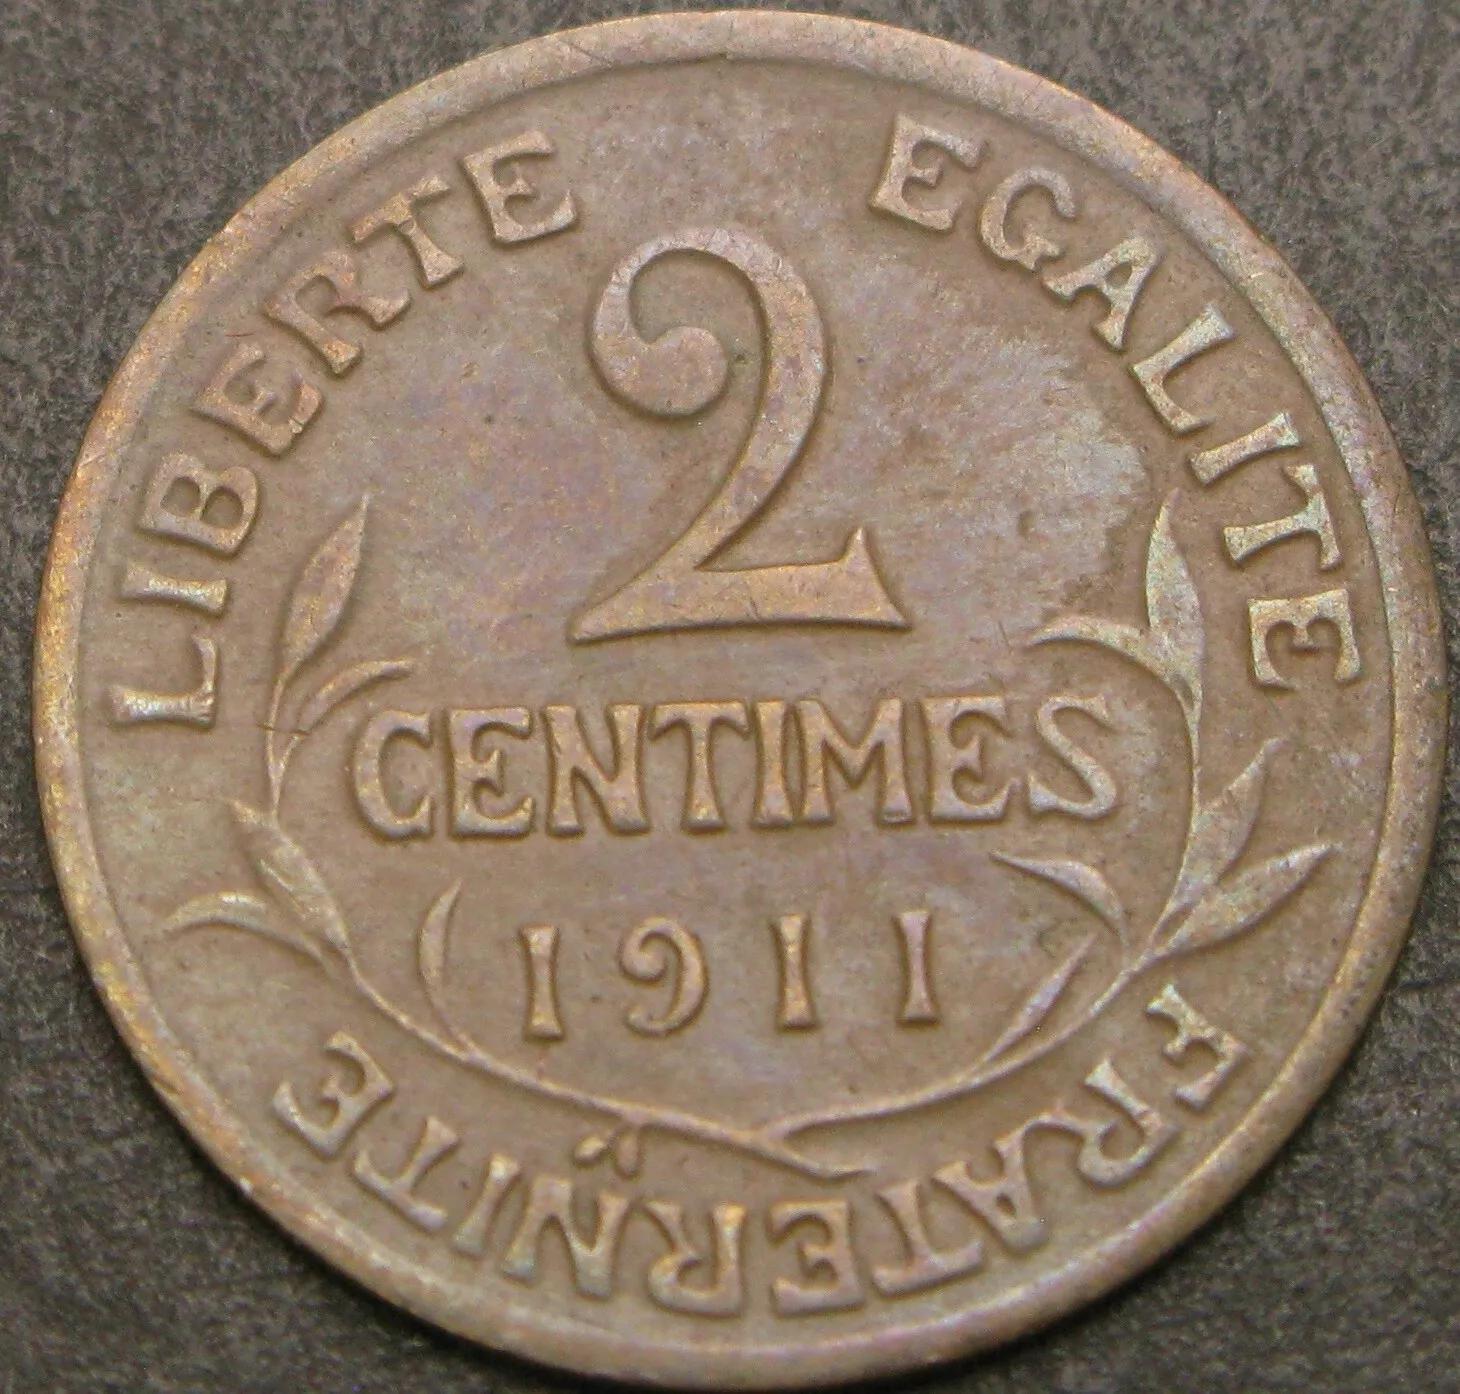 LIBERTE EGALITE FRATERNITE
2
CENTIMES
1911